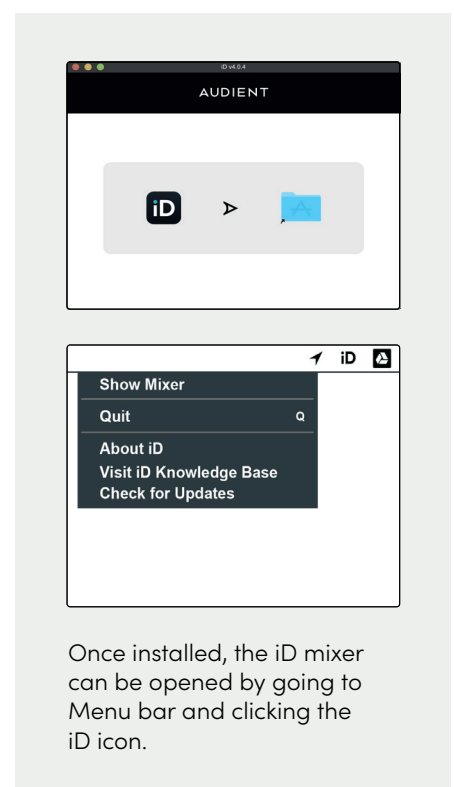 iD v4.0.4
AUDIENT
iD
iD
Show Mixer
Quit Q
About iD
Visit iD Knowledge Base
Check for Updates
Once installed, the iD mixer
can be opened by going to
Menu bar and clicking the
iD icon.